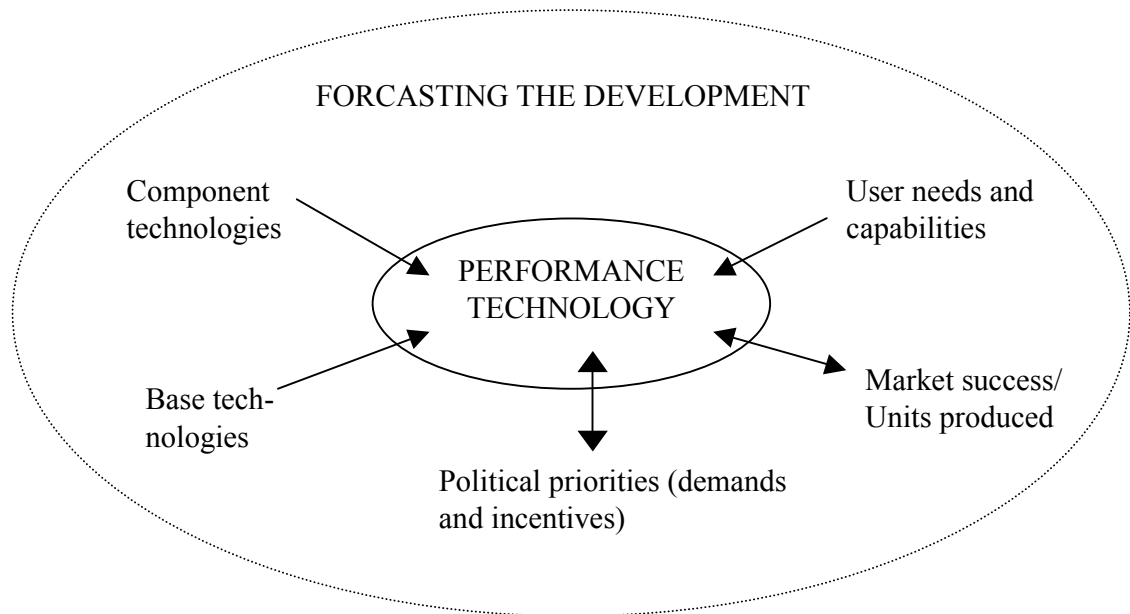 FORCASTING THE DEVELOPMENT
Component
technologies
User needs and
capabilities
PERFORMANCE
TECHNOLOGY
Base tech-
nologies
Market success/
Units produced
Political priorities (demands
and incentives)